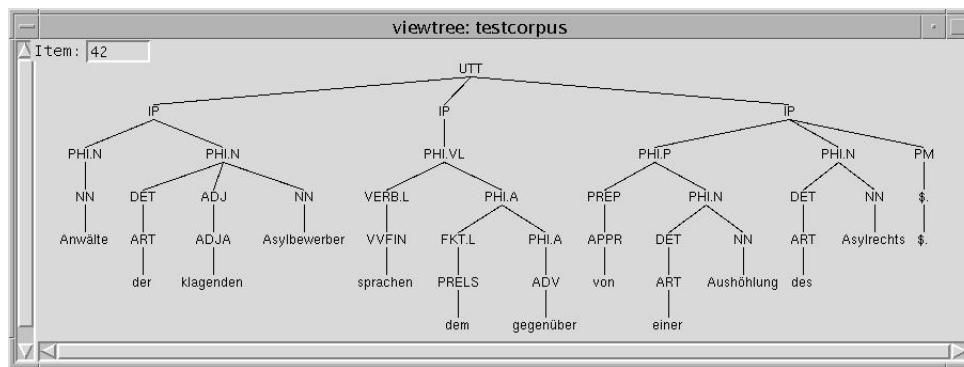 viewtree: testcorpus
Item: 42
UTT
IP IP IP
PHI.N PHI.N PHI.VL PHI.P PHI.N PM
NN DET ADJ NN VERB.L PHI.A PREP PHI.N DET NN $.
Anwälte ART ADJA Asylbewerber VVFIN FKT.L PHI.A APPR DET NN ART Asylrechts $.
der klagenden sprachen PRELS ADV von ART Aushöhlung des
dem gegenüber einer